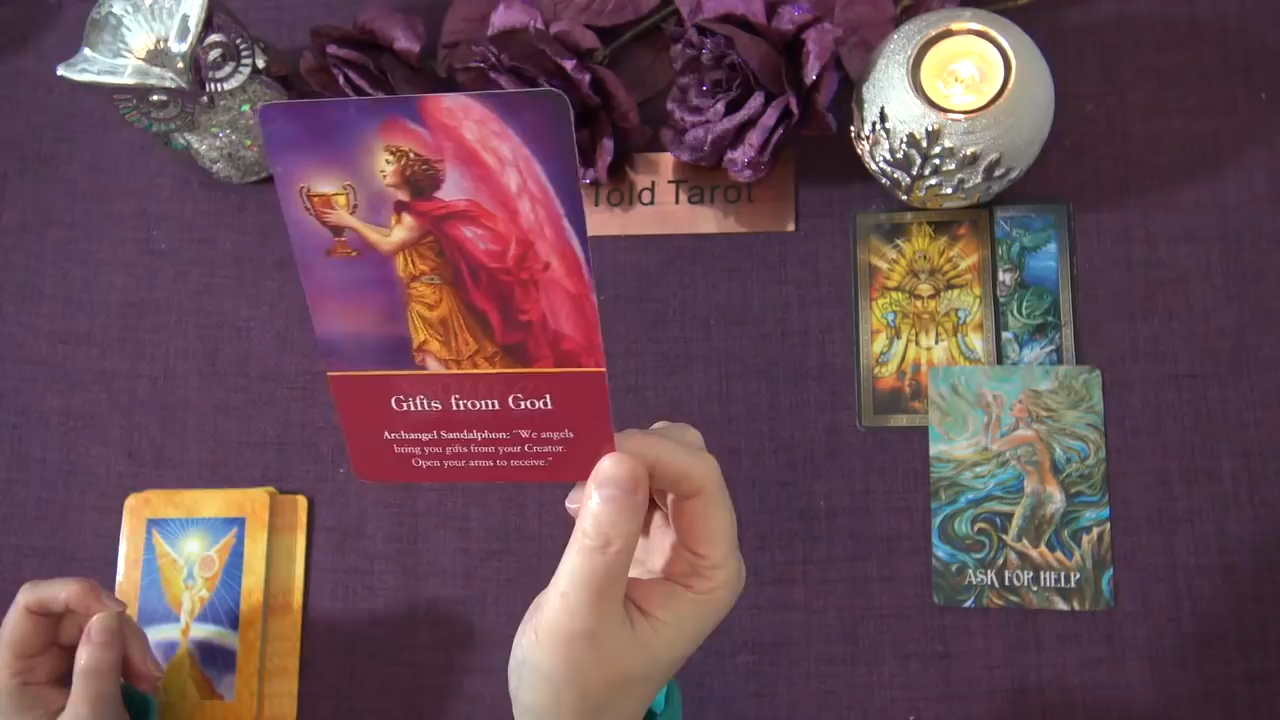 Told Tarot
Gifts from God
Archangel Sandalphon: "We angels
bring you gifts from your Creator.
Open your arms to receive."
ASK FOR HELP